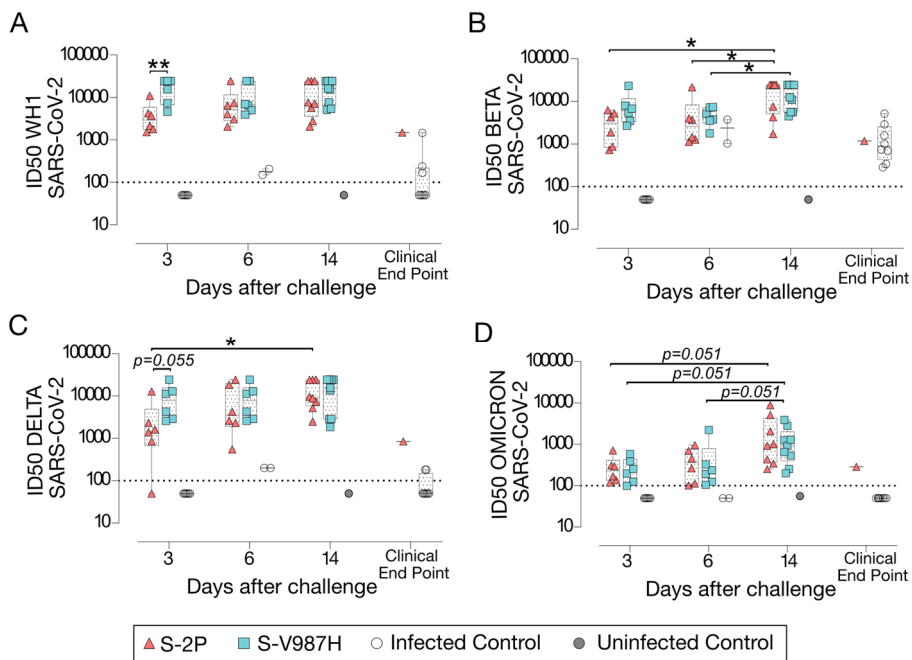 A
ID50 WH1
SARS-CoV-2
100000
10000
1000
100
10
**
3
6
14
Clinical
End Point
Days after challenge
B
ID50 BETA
SARS-CoV-2
100000
10000
1000
100
10
*
*
*
3
6
14
Clinical
End Point
Days after challenge
C
ID50 DELTA
SARS-CoV-2
100000
10000
1000
100
10
*
p=0.055
3
6
14
Clinical
End Point
Days after challenge
D
ID50 OMICRON
SARS-CoV-2
100000
10000
1000
100
10
p=0.051
p=0.051
p=0.051
3
6
14
Clinical
End Point
Days after challenge
S-2P S-V987H Infected Control Uninfected Control